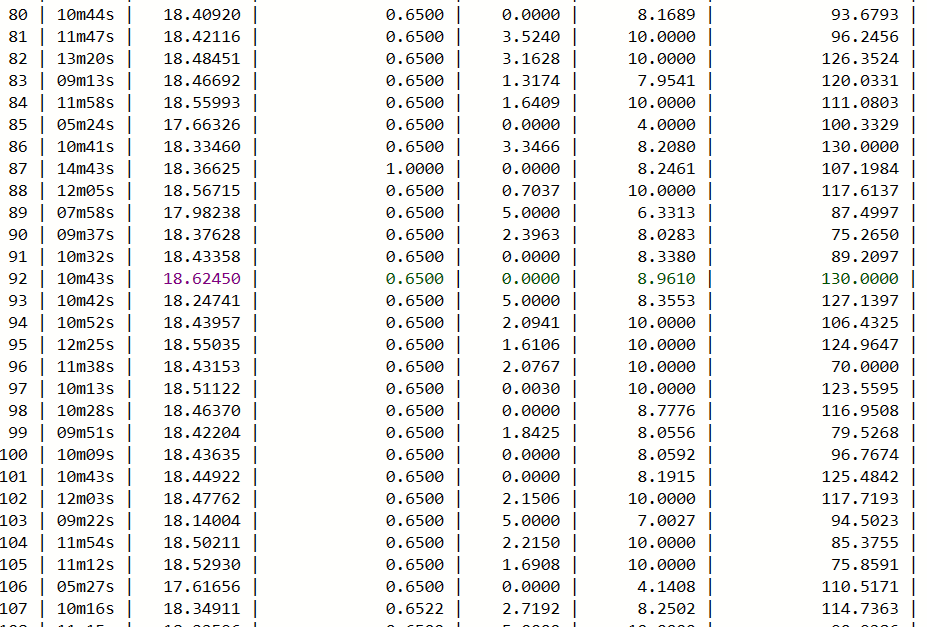 80 | 10m44s | 18.40920 | 0.6500 | 0.0000 | 8.1689 | 93.6793 |
81 | 11m47s | 18.42116 | 0.6500 | 3.5240 | 10.0000 | 96.2456 |
82 | 13m20s | 18.48451 | 0.6500 | 3.1628 | 10.0000 | 126.3524 |
83 | 09m13s | 18.46692 | 0.6500 | 1.3174 | 7.9541 | 120.0331 |
84 | 11m58s | 18.55993 | 0.6500 | 1.6409 | 10.0000 | 111.0803 |
85 | 05m24s | 17.66326 | 0.6500 | 0.0000 | 4.0000 | 100.3329 |
86 | 10m41s | 18.33460 | 0.6500 | 3.3466 | 8.2080 | 130.0000 |
87 | 14m43s | 18.36625 | 1.0000 | 0.0000 | 8.2461 | 107.1984 |
88 | 12m05s | 18.56715 | 0.6500 | 0.7037 | 10.0000 | 117.6137 |
89 | 07m58s | 17.98238 | 0.6500 | 5.0000 | 6.3313 | 87.4997 |
90 | 09m37s | 18.37628 | 0.6500 | 2.3963 | 8.0283 | 75.2650 |
91 | 10m32s | 18.43358 | 0.6500 | 0.0000 | 8.3380 | 89.2097 |
92 | 10m43s | 18.62450 | 0.6500 | 0.0000 | 8.9610 | 130.0000 |
93 | 10m42s | 18.24741 | 0.6500 | 5.0000 | 8.3553 | 127.1397 |
94 | 10m52s | 18.43957 | 0.6500 | 2.0941 | 10.0000 | 106.4325 |
95 | 12m25s | 18.55035 | 0.6500 | 1.6106 | 10.0000 | 124.9647 |
96 | 11m38s | 18.43153 | 0.6500 | 2.0767 | 10.0000 | 70.0000 |
97 | 10m13s | 18.51122 | 0.6500 | 0.0030 | 10.0000 | 123.5595 |
98 | 10m28s | 18.46370 | 0.6500 | 0.0000 | 8.7776 | 116.9508 |
99 | 09m51s | 18.42204 | 0.6500 | 1.8425 | 8.0556 | 79.5268 |
100 | 10m09s | 18.43635 | 0.6500 | 0.0000 | 8.0592 | 96.7674 |
101 | 10m43s | 18.44922 | 0.6500 | 0.0000 | 8.1915 | 125.4842 |
102 | 12m03s | 18.47762 | 0.6500 | 2.1506 | 10.0000 | 117.7193 |
103 | 09m22s | 18.14004 | 0.6500 | 5.0000 | 7.0027 | 94.5023 |
104 | 11m54s | 18.50211 | 0.6500 | 2.2150 | 10.0000 | 85.3755 |
105 | 11m12s | 18.52930 | 0.6500 | 1.6908 | 10.0000 | 75.8591 |
106 | 05m27s | 17.61656 | 0.6500 | 0.0000 | 4.1408 | 110.5171 |
107 | 10m16s | 18.34911 | 0.6522 | 2.7192 | 8.2502 | 114.7363 |